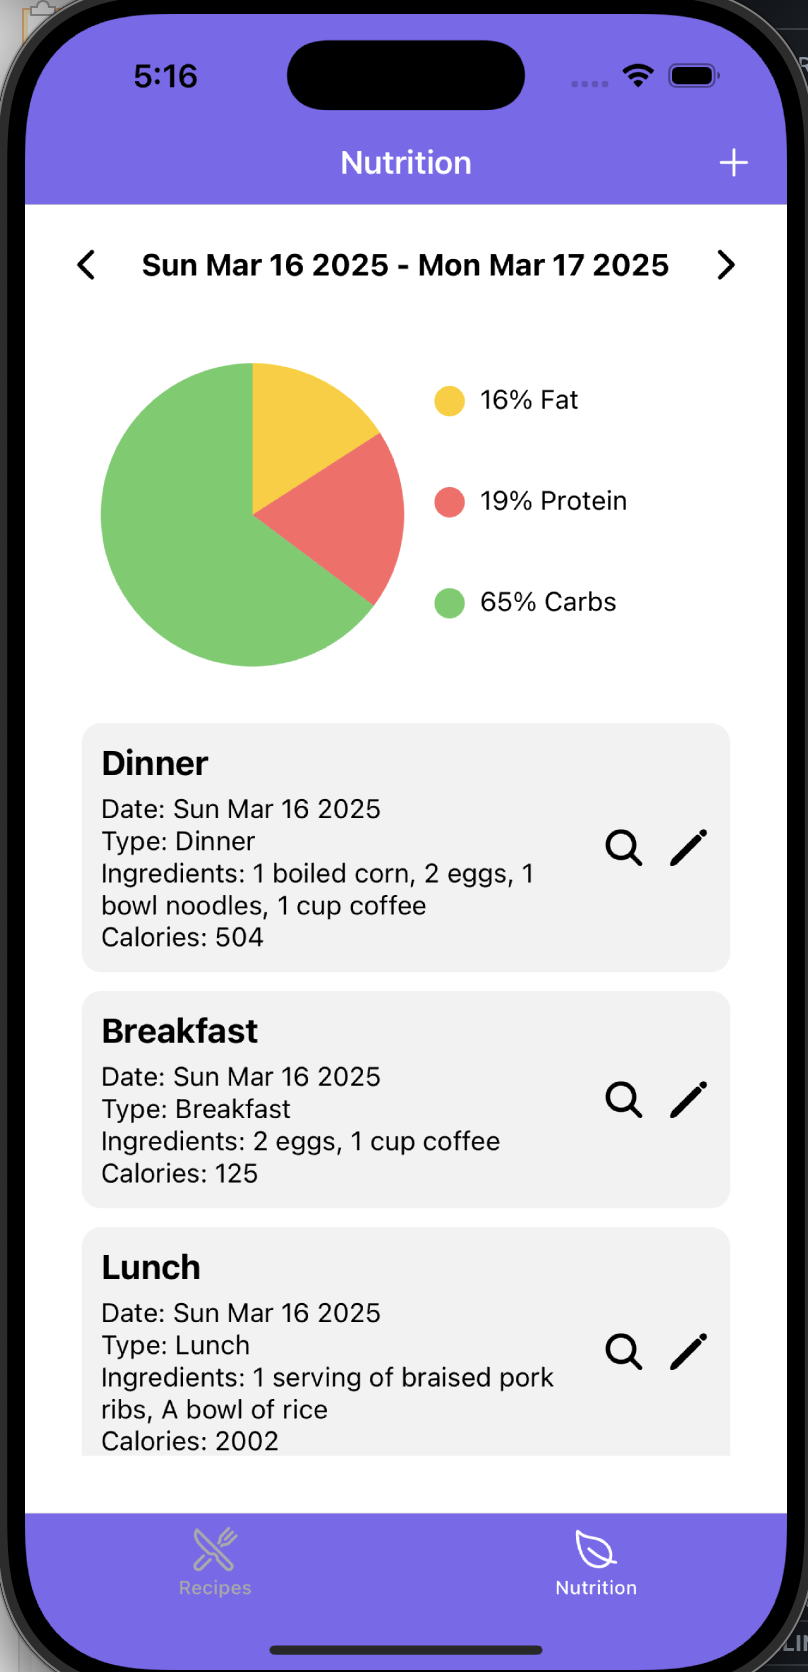 5:16
Nutrition
Sun Mar 16 2025 - Mon Mar 17 2025
16% Fat
19% Protein
65% Carbs
Dinner
Date: Sun Mar 16 2025
Type: Dinner
Ingredients: 1 boiled corn, 2 eggs, 1
bowl noodles, 1 cup coffee
Calories: 504
Breakfast
Date: Sun Mar 16 2025
Type: Breakfast
Ingredients: 2 eggs, 1 cup coffee
Calories: 125
Lunch
Date: Sun Mar 16 2025
Type: Lunch
Ingredients: 1 serving of braised pork
ribs, A bowl of rice
Calories: 2002
Recipes
Nutrition